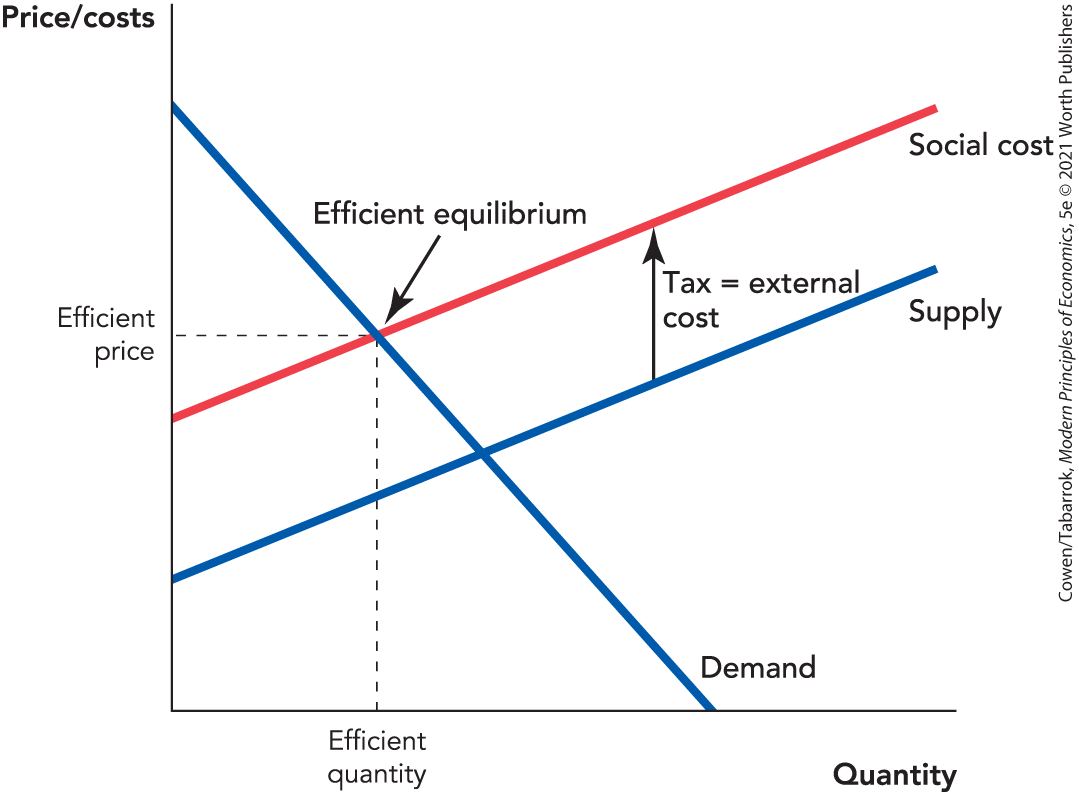 Price/costs
Social cost
Efficient equilibrium
Tax = external
cost
Supply
Efficient
price
Demand
Efficient
quantity
Quantity
Cowen/Tabarrok, Modern Principles of Economics, 5e © 2021 Worth Publishers